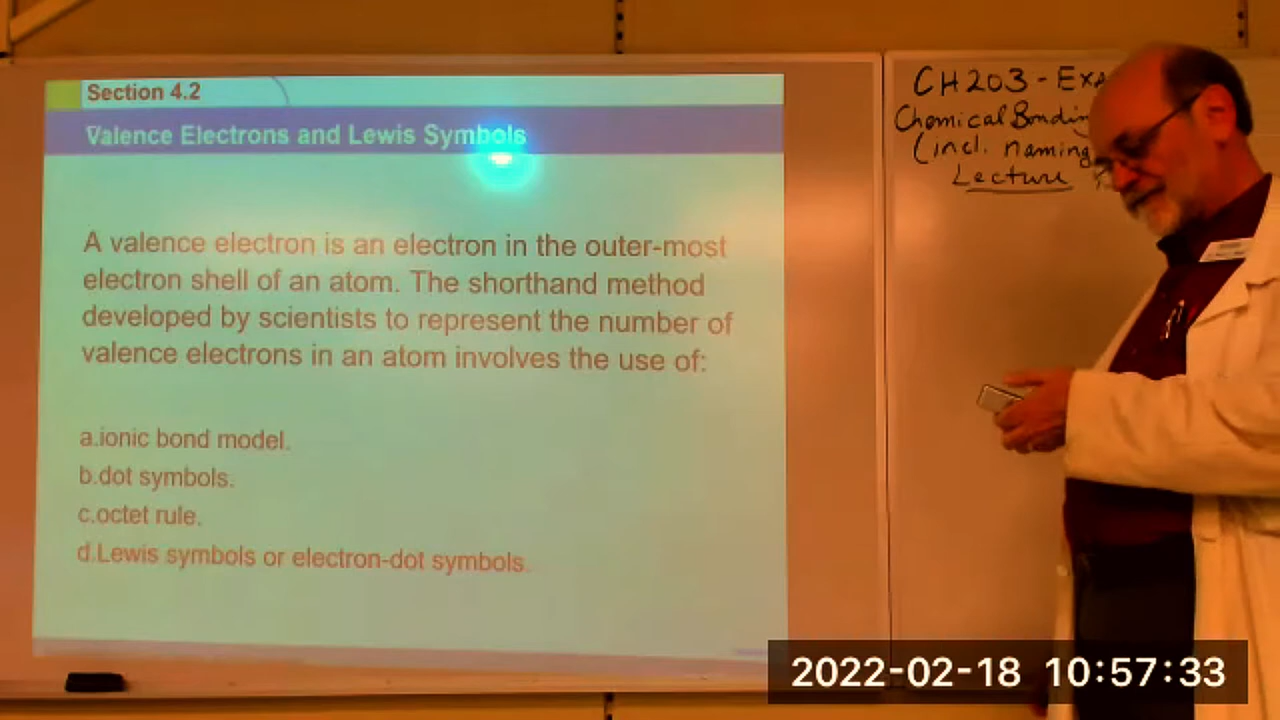 Section 4.2
Valence Electrons and Lewis Symbols
A valence electron is an electron in the outer-most
electron shell of an atom. The shorthand method
developed by scientists to represent the number of
valence electrons in an atom involves the use of:
a.ionic bond model.
b.dot symbols.
c.octet rule.
d.Lewis symbols or electron-dot symbols.
CH203-
Chemical
(incl. naming
Lecture
2022-02-18 10:57:33